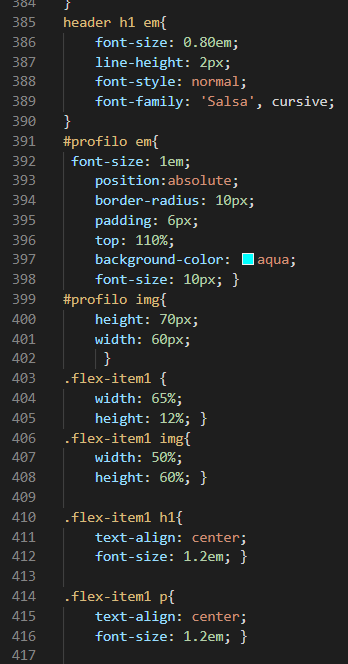 384 }
385 header h1 em{
386 font-size: 0.80em;
387 line-height: 2px;
388 font-style: normal;
389 font-family: 'Salsa', cursive;
390 }
391 #profilo em{
392 font-size: 1em;
393 position:absolute;
394 border-radius: 10px;
395 padding: 6px;
396 top: 110%;
397 background-color: aqua;
398 font-size: 10px; }
399 #profilo img{
400 height: 70px;
401 width: 60px;
402 }
403 .flex-item1 {
404 width: 65%;
405 height: 12%; }
406 .flex-item1 img{
407 width: 50%;
408 height: 60%; }
409
410 .flex-item1 h1{
411 text-align: center;
412 font-size: 1.2em; }
413
414 .flex-item1 p{
415 text-align: center;
416 font-size: 1.2em; }
417